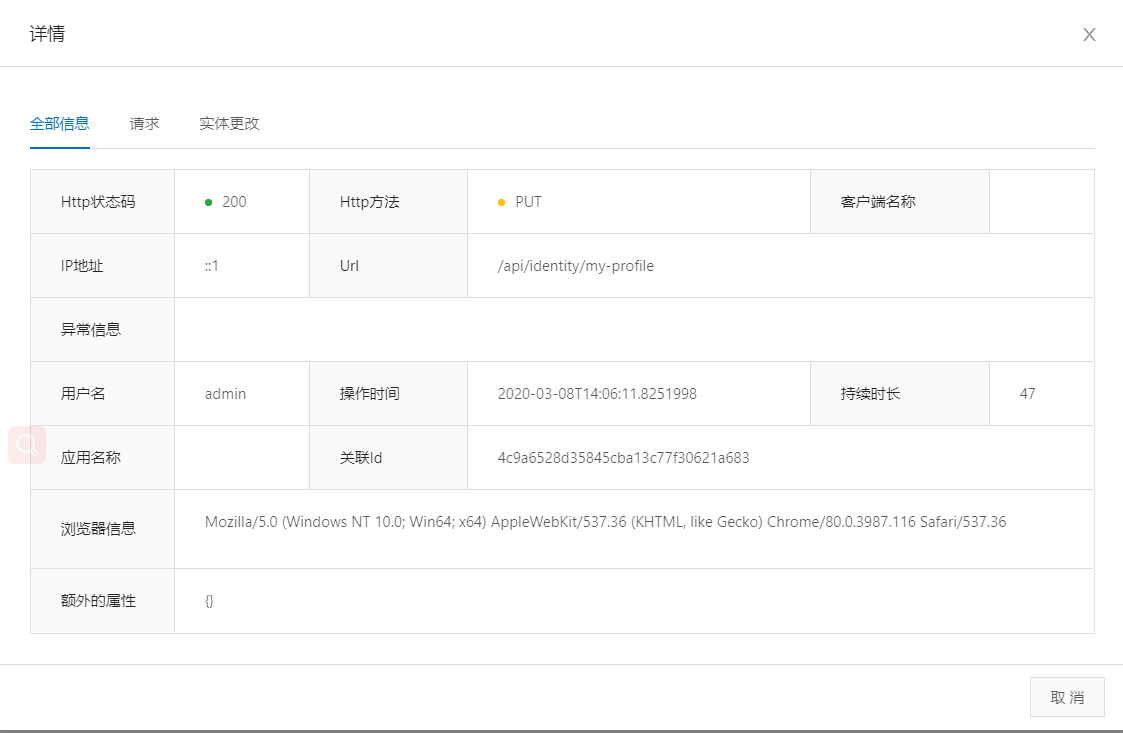 详情
X
全部信息 请求 实体更改
Http状态码 200 Http方法 PUT 客户端名称
IP地址 ::1 Url /api/identity/my-profile
异常信息
用户名 admin 操作时间 2020-03-08T14:06:11.8251998 持续时长 47
应用名称 关联Id 4c9a6528d35845cba13c77f30621a683
浏览器信息 Mozilla/5.0 (Windows NT 10.0; Win64; x64) AppleWebKit/537.36 (KHTML, like Gecko) Chrome/80.0.3987.116 Safari/537.36
额外的属性 {}
取 消